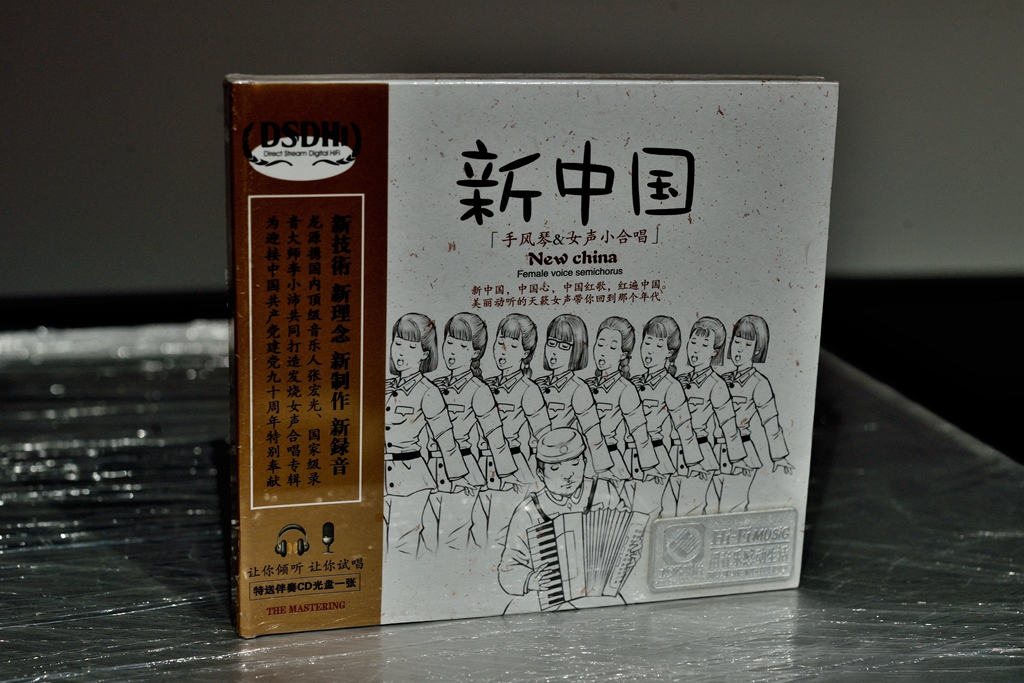 DSDHi
Direct Stream Digital HiFi
新技術 新理念 新制作 新録音
龙源携国内顶级音乐人张宏光、国家级录
音大师李小沛共同打造发烧女声合唱专辑
为迎接中国共产党建党九十周年特别奉献
让你倾听 让你试唱
特送伴奏CD光盘一张
THE MASTERING
新中国
「手风琴&女声小合唱」
New china
Female voice semichorus
新中国，中国心，中国红歌，红遍中国。
美丽动听的天籁女声带你回到那个年代
Hi-Fi MUSIC